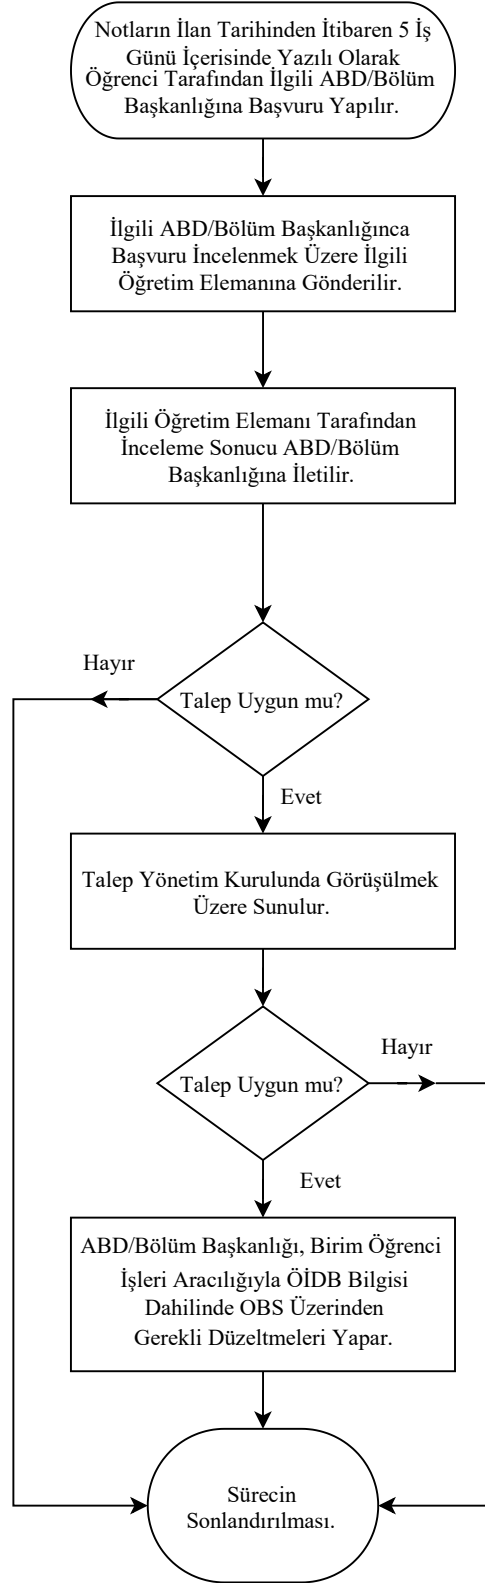 Notların İlan Tarihinden İtibaren 5 İş
Günü İçerisinde Yazılı Olarak
Öğrenci Tarafından İlgili ABD/Bölüm
Başkanlığına Başvuru Yapılır.
İlgili ABD/Bölüm Başkanlığınca
Başvuru İncelenmek Üzere İlgili
Öğretim Elemanına Gönderilir.
İlgili Öğretim Elemanı Tarafından
İnceleme Sonucu ABD/Bölüm
Başkanlığına İletilir.
Hayır
Talep Uygun mu?
Evet
Talep Yönetim Kurulunda Görüşülmek
Üzere Sunulur.
Hayır
Talep Uygun mu?
Evet
ABD/Bölüm Başkanlığı, Birim Öğrenci
İşleri Aracılığıyla ÖİDB Bilgisi
Dahilinde OBS Üzerinden
Gerekli Düzeltmeleri Yapar.
Sürecin
Sonlandırılması.